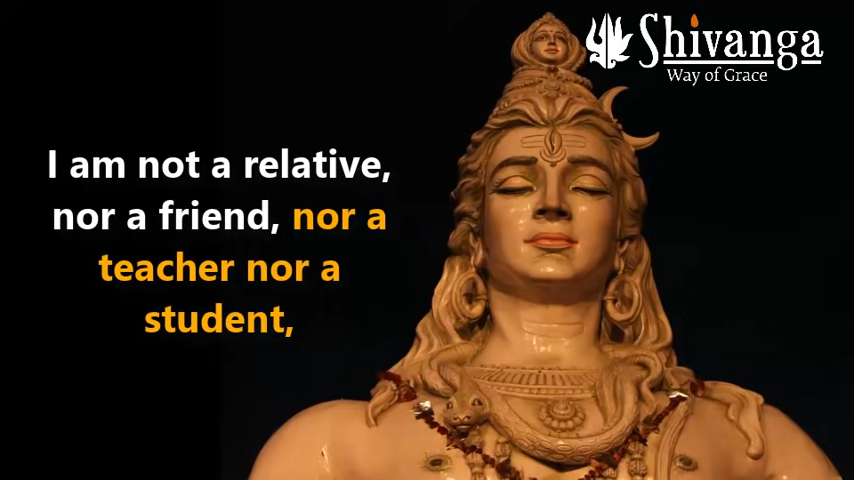 Shivanga
Way of Grace
I am not a relative,
nor a friend, nor a
teacher nor a
student,